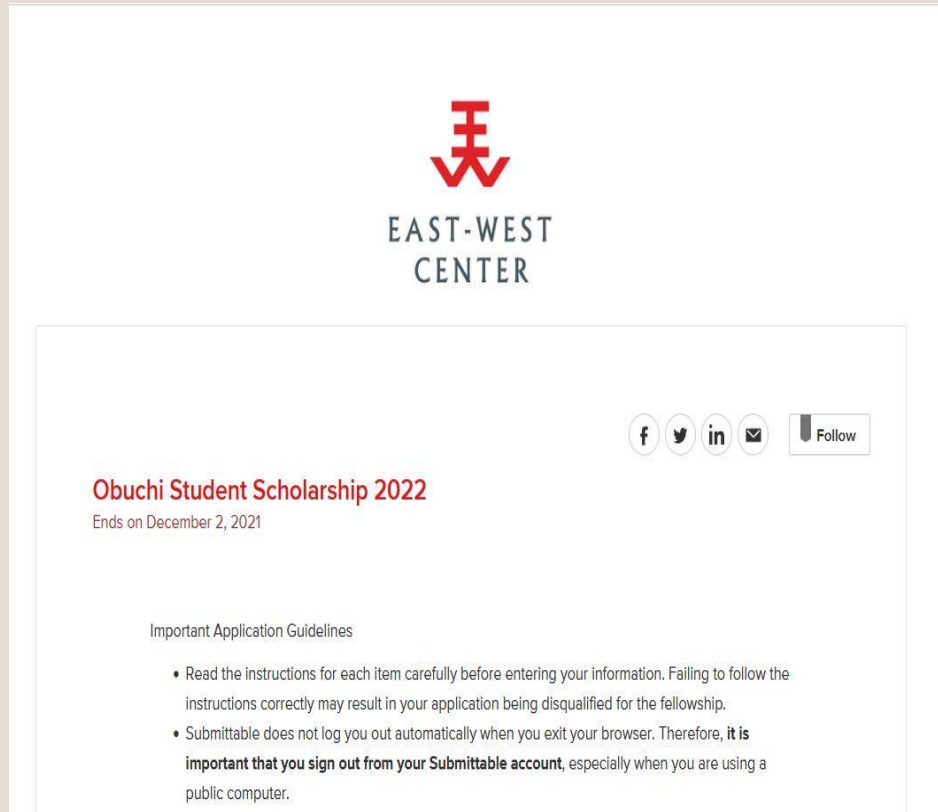 EAST-WEST
CENTER
Follow
Obuchi Student Scholarship 2022
Ends on December 2, 2021
Important Application Guidelines
• Read the instructions for each item carefully before entering your information. Failing to follow the
instructions correctly may result in your application being disqualified for the fellowship.
• Submittable does not log you out automatically when you exit your browser. Therefore, it is
important that you sign out from your Submittable account, especially when you are using a
public computer.